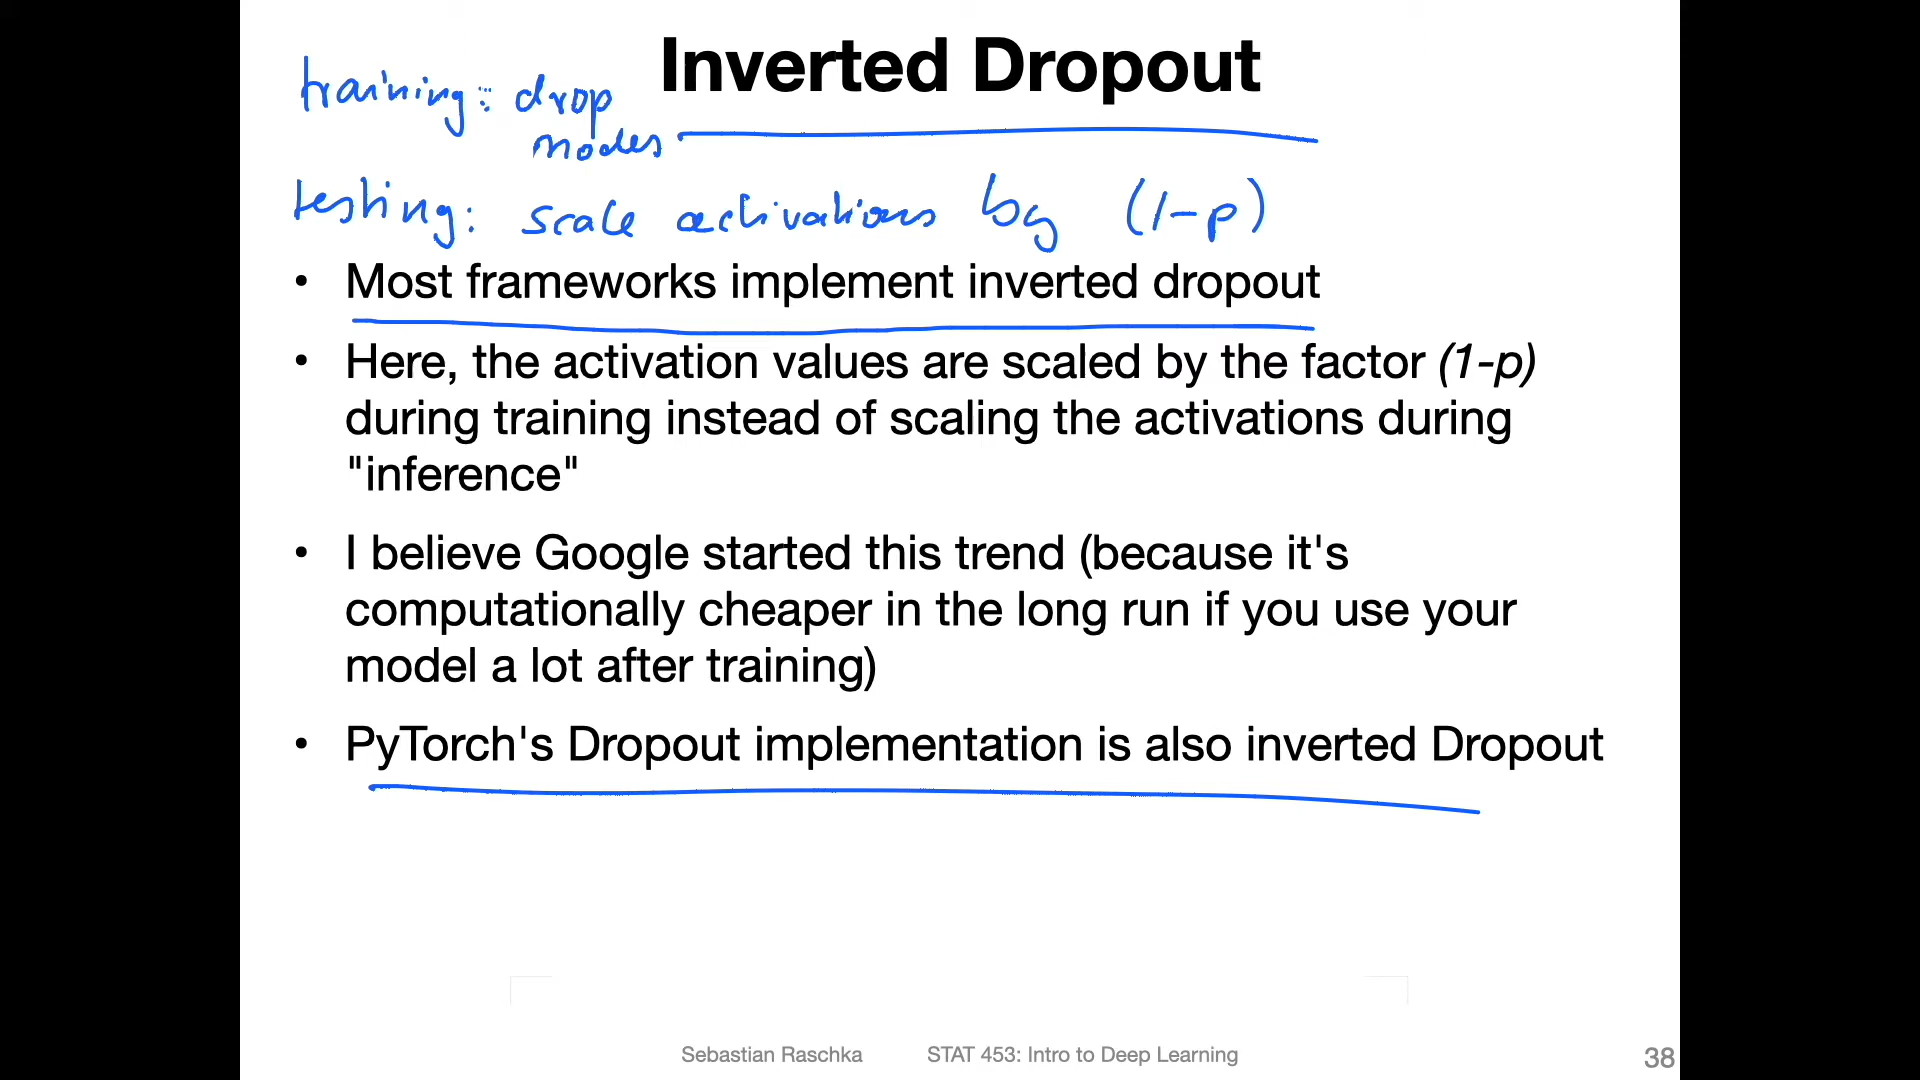 Inverted Dropout
training: drop
nodes
testing: scale activations by (1-p)
• Most frameworks implement inverted dropout
• Here, the activation values are scaled by the factor (1-p)
during training instead of scaling the activations during
"inference"
• I believe Google started this trend (because it's
computationally cheaper in the long run if you use your
model a lot after training)
• PyTorch's Dropout implementation is also inverted Dropout
Sebastian Raschka STAT 453: Intro to Deep Learning 38